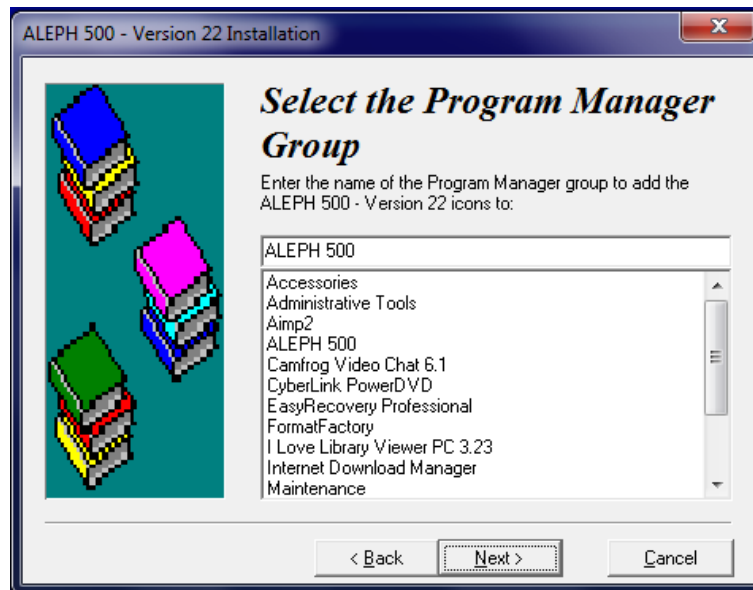 ALEPH 500 - Version 22 Installation
Select the Program Manager
Group
Enter the name of the Program Manager group to add the
ALEPH 500 - Version 22 icons to:
ALEPH 500
Accessories
Administrative Tools
Aimp2
ALEPH 500
Camfrog Video Chat 6.1
CyberLink PowerDVD
EasyRecovery Professional
FormatFactory
I Love Library Viewer PC 3.23
Internet Download Manager
Maintenance
< Back
Next >
Cancel